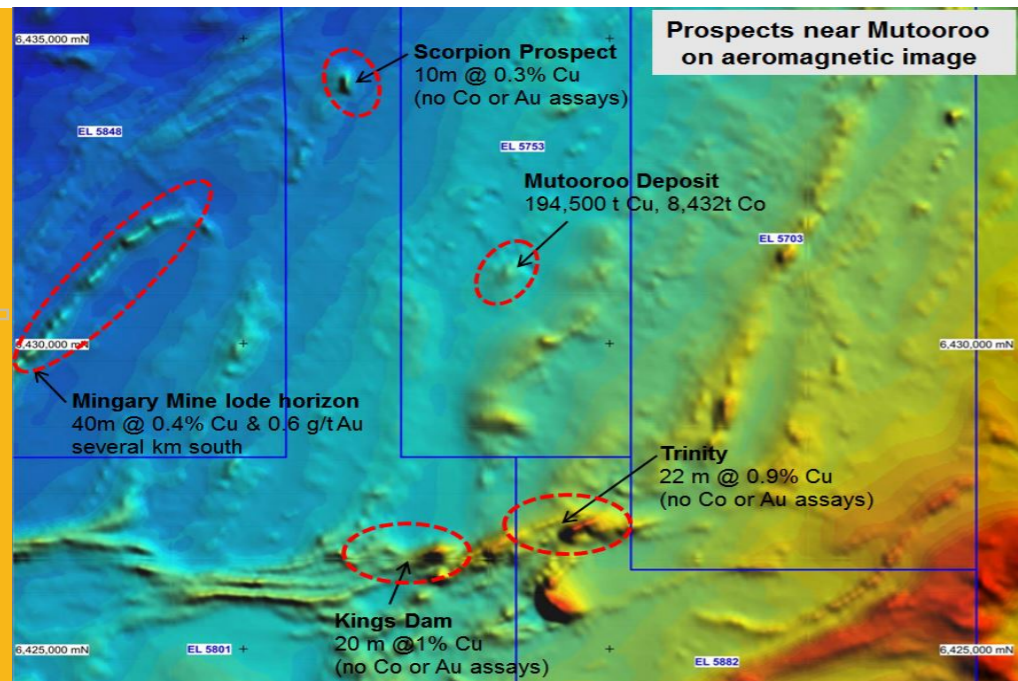 Prospects near Mutooroo
on aeromagnetic image
6,435,000 mN
Scorpion Prospect
10m @ 0.3% Cu
(no Co or Au assays)
EL 5848
EL 5753
Mutooroo Deposit
194,500 t Cu, 8,432t Co
EL 5703
6,430,000 mN
6,430,000 mN
Mingary Mine lode horizon
40m @ 0.4% Cu & 0.6 g/t Au
several km south
Trinity
22 m @ 0.9% Cu
(no Co or Au assays)
Kings Dam
20 m @1% Cu
(no Co or Au assays)
6,425,000 mN
EL 5801
EL 5882
6,425,000 mN